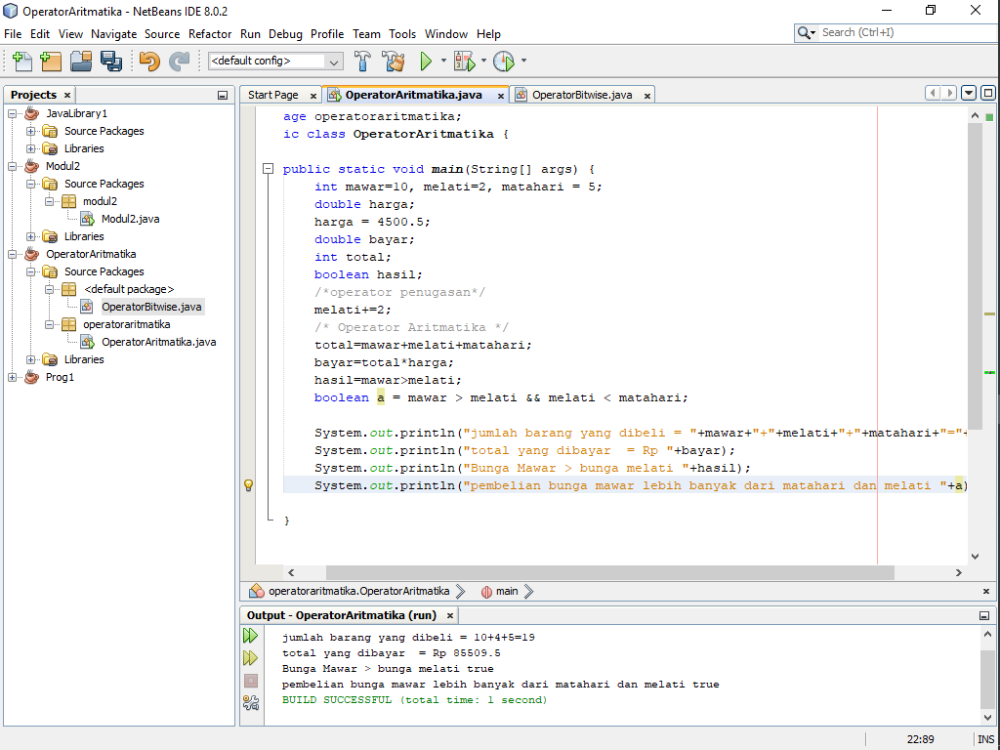 OperatorAritmatika - NetBeans IDE 8.0.2
File Edit View Navigate Source Refactor Run Debug Profile Team Tools Window Help
Search (Ctrl+I)
<default config>
Projects
JavaLibrary1
Source Packages
Libraries
Modul2
Source Packages
modul2
Modul2.java
Libraries
OperatorAritmatika
Source Packages
<default package>
OperatorBitwise.java
operatoraritmatika
OperatorAritmatika.java
Libraries
Prog1
Start Page OperatorAritmatika.java OperatorBitwise.java
age operatoraritmatika;
ic class OperatorAritmatika {
public static void main(String[] args) {
int mawar=10, melati=2, matahari = 5;
double harga;
harga = 4500.5;
double bayar;
int total;
boolean hasil;
/*operator penugasan*/
melati+=2;
/* Operator Aritmatika */
total=mawar+melati+matahari;
bayar=total*harga;
hasil=mawar>melati;
boolean a = mawar > melati && melati < matahari;
System.out.println("jumlah barang yang dibeli = "+mawar+"+"+melati+"+"+matahari+"="+
System.out.println("total yang dibayar  = Rp "+bayar);
System.out.println("Bunga Mawar > bunga melati "+hasil);
System.out.println("pembelian bunga mawar lebih banyak dari matahari dan melati "+a)
}
operatoraritmatika.OperatorAritmatika main
Output - OperatorAritmatika (run)
jumlah barang yang dibeli = 10+4+5=19
total yang dibayar  = Rp 85509.5
Bunga Mawar > bunga melati true
pembelian bunga mawar lebih banyak dari matahari dan melati true
BUILD SUCCESSFUL (total time: 1 second)
22:89 INS